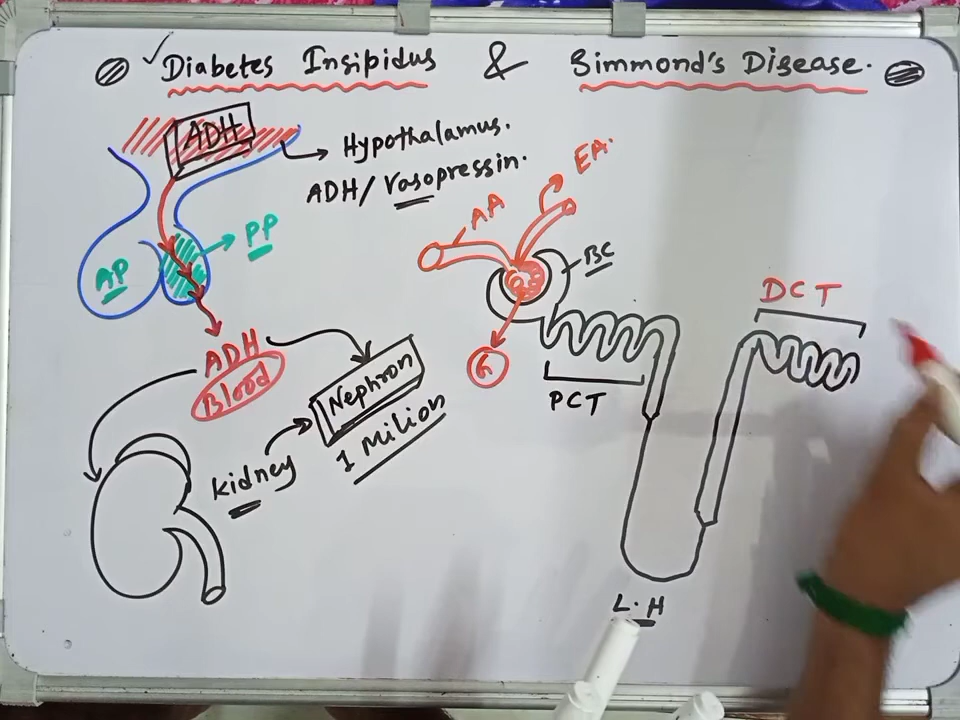 Diabetes Insipidus & Simmond's Disease.
ADH
Hypothalamus.
ADH/Vasopressin.
AP
PP
ADH
Blood
Nephron
1 Milion
Kidney
AA
EA.
BC
G
PCT
DCT
L.H